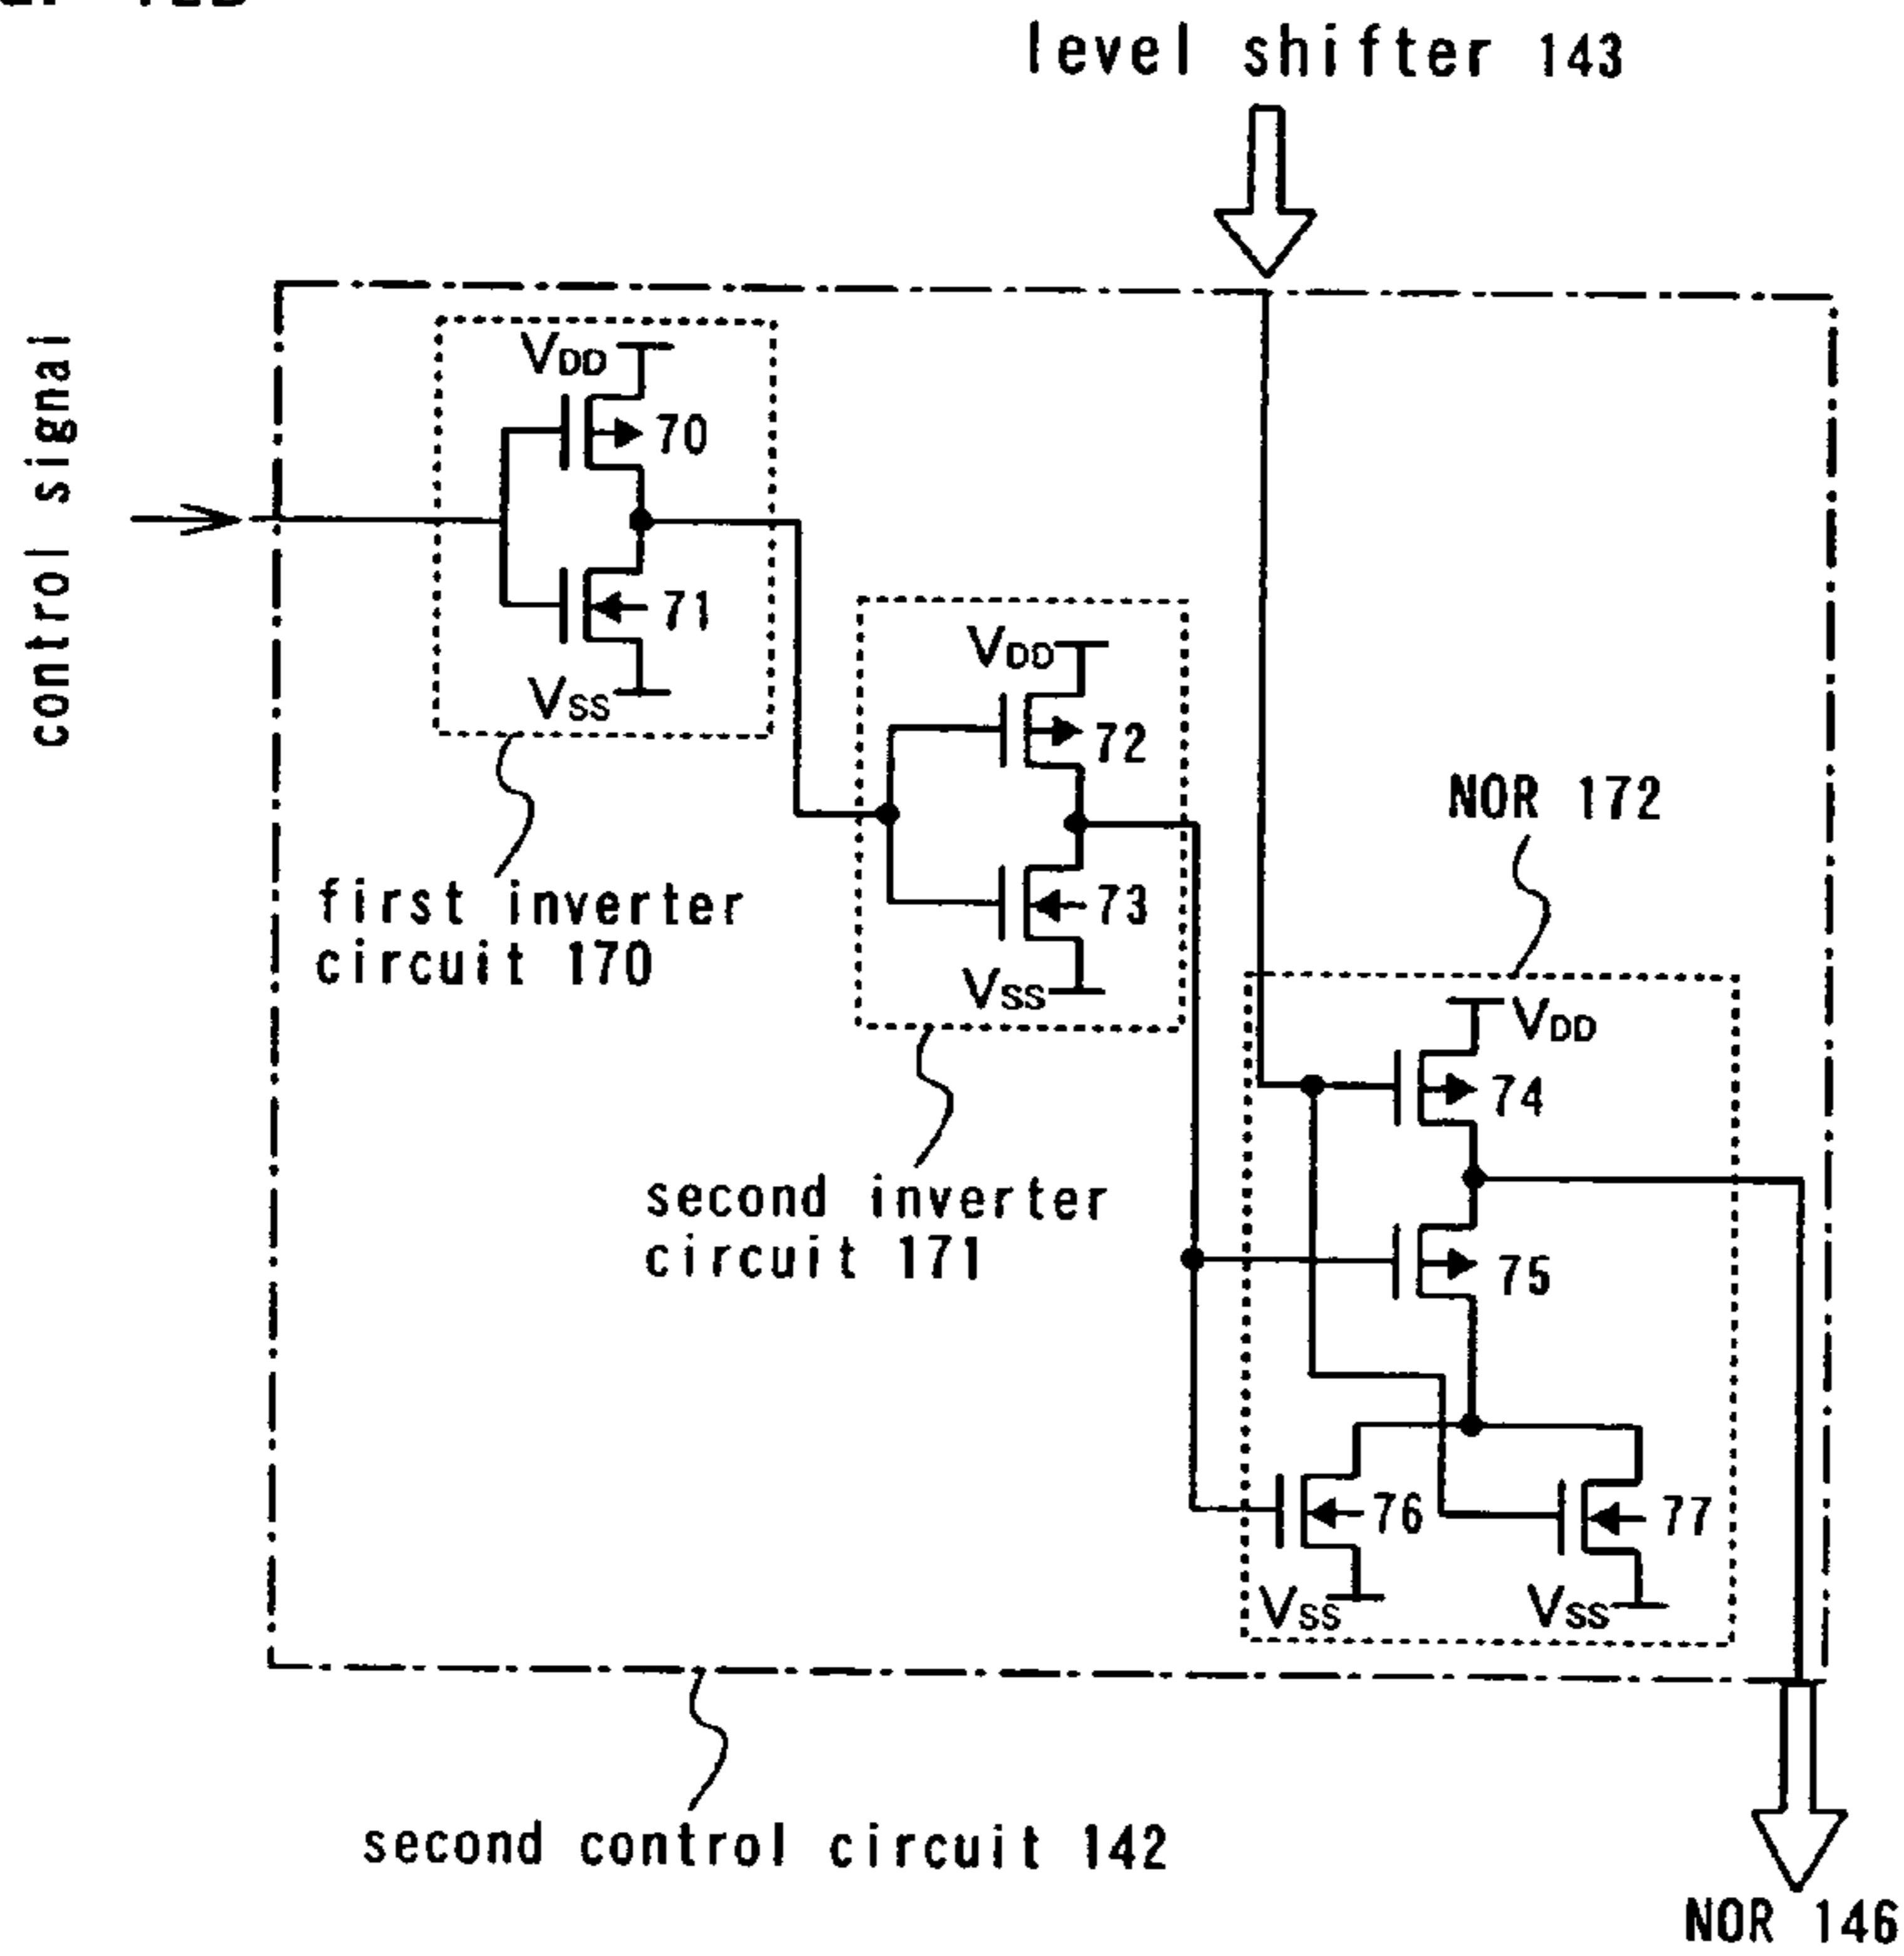 level shifter 143
control signal
VDD
70
71
VSS
first inverter
circuit 170
VDD
72
73
VSS
second inverter
circuit 171
NOR 172
VDD
74
75
76
77
VSS
VSS
second control circuit 142
NOR 146